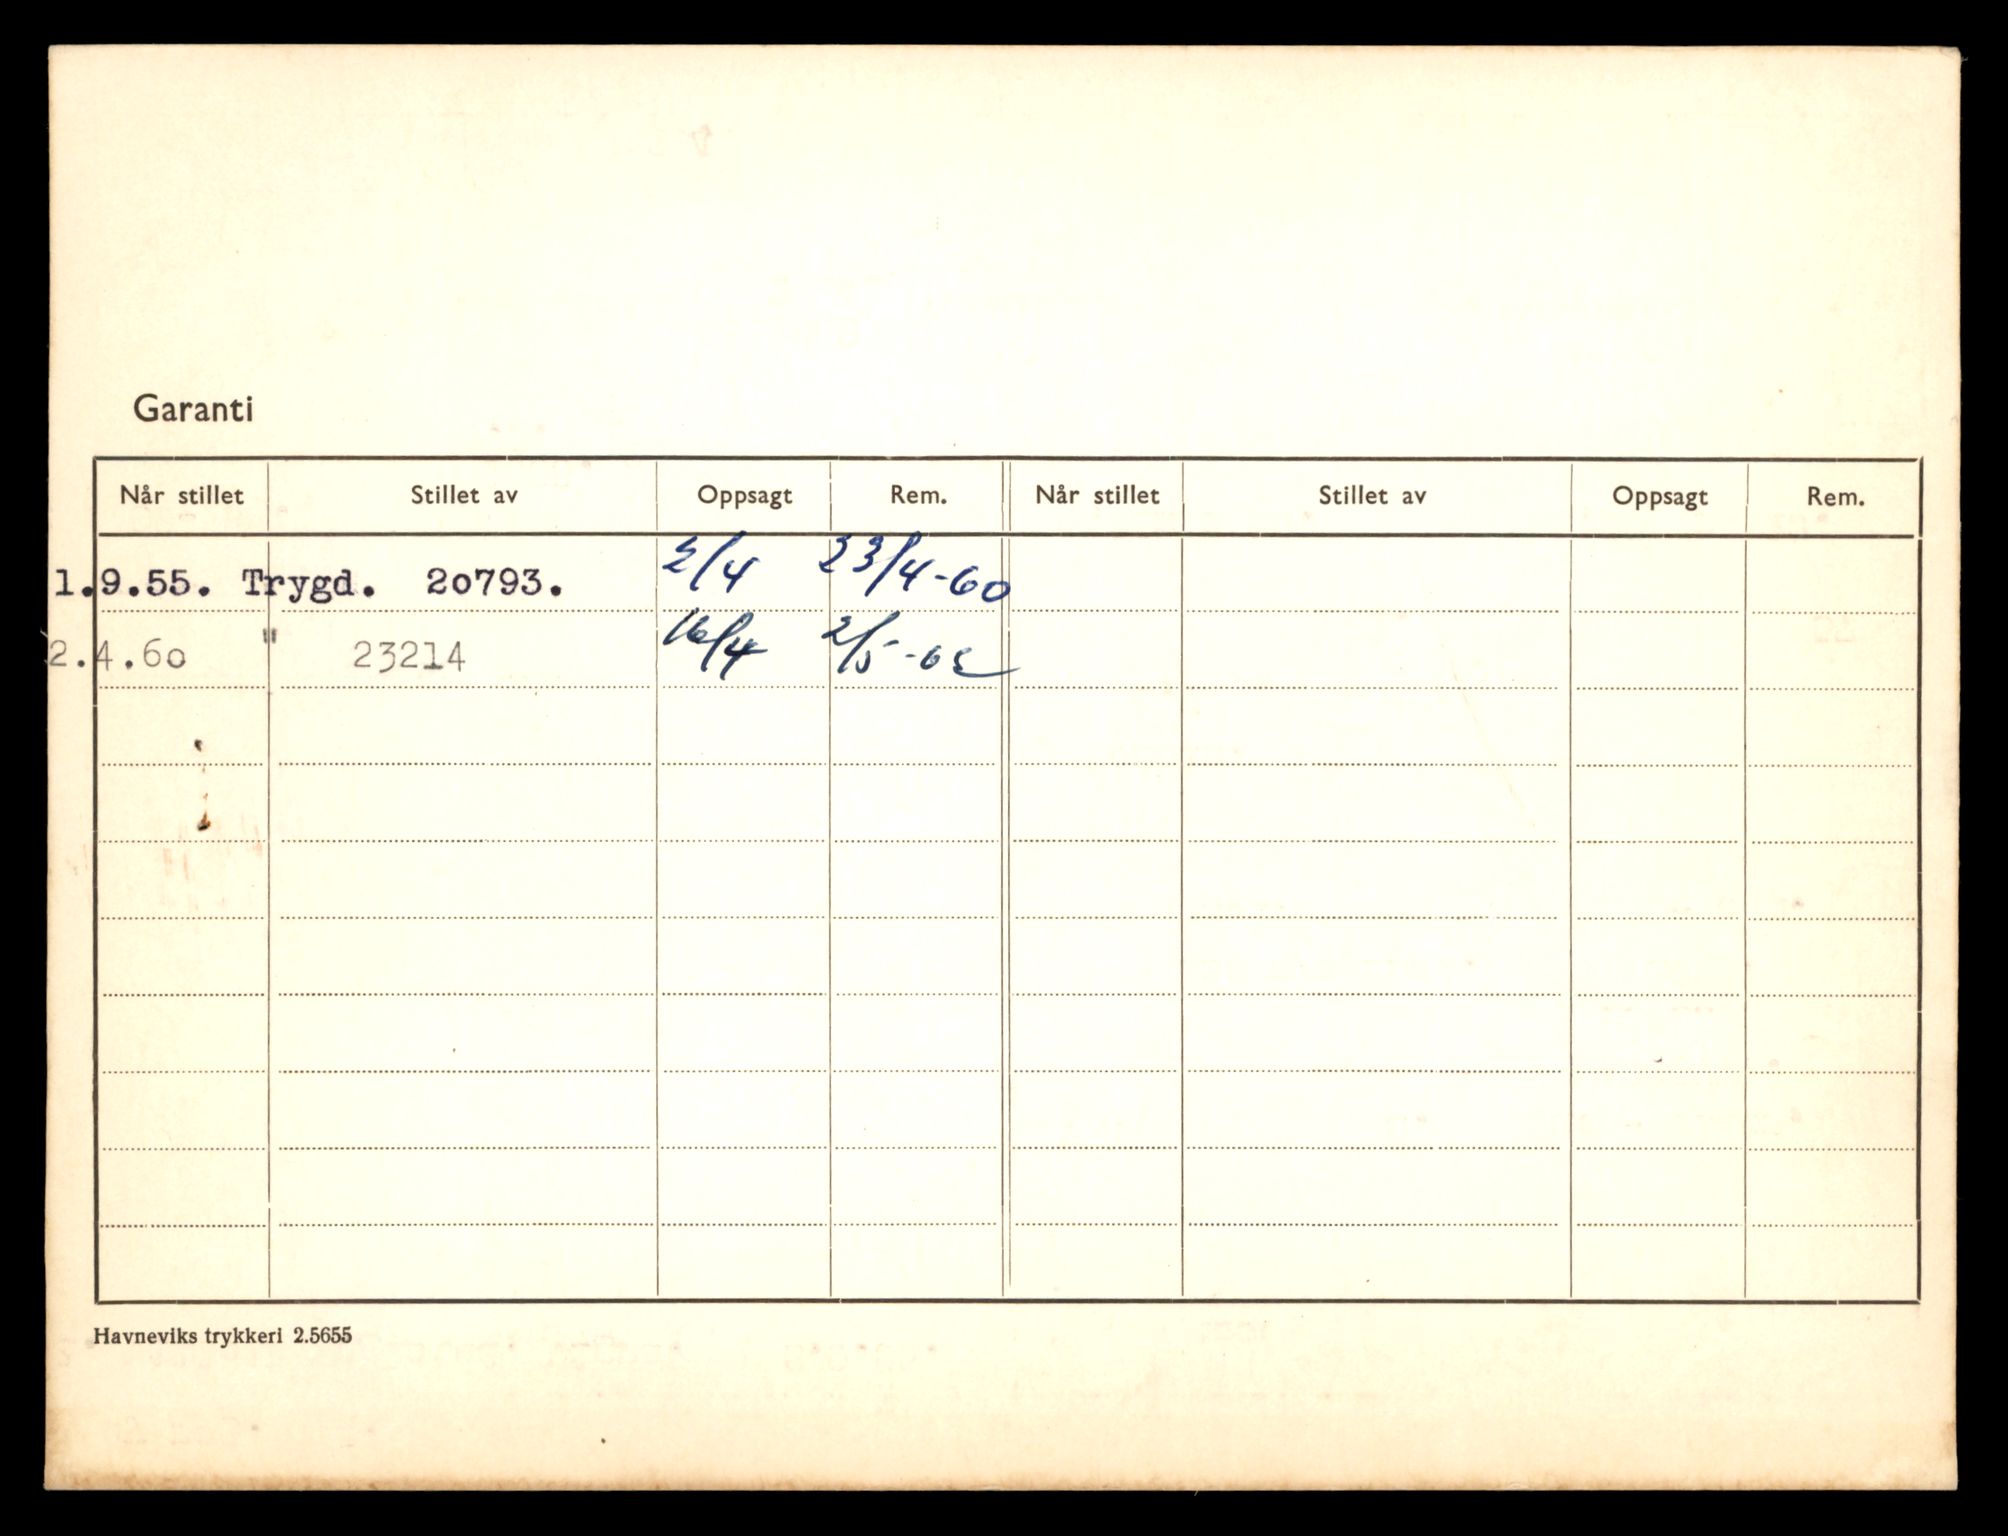 Garanti
Når stillet Stillet av Oppsagt Rem. Når stillet Stillet av Oppsagt Rem.
1.9.55. Trygd. 20793. 2/4 23/4-60
2.4.60 " 23214 16/4 2/5-62
Havneviks trykkeri 2.5655